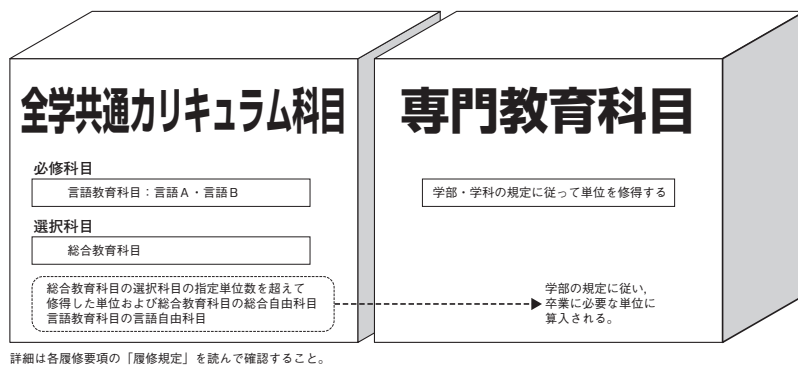 全学共通カリキュラム科目
必修科目
言語教育科目：言語A・言語B
選択科目
総合教育科目
総合教育科目の選択科目の指定単位数を超えて
修得した単位および総合教育科目の総合自由科目
言語教育科目の言語自由科目
専門教育科目
学部・学科の規定に従って単位を修得する
学部の規定に従い,
卒業に必要な単位に
算入される。
詳細は各履修要項の「履修規定」を読んで確認すること。